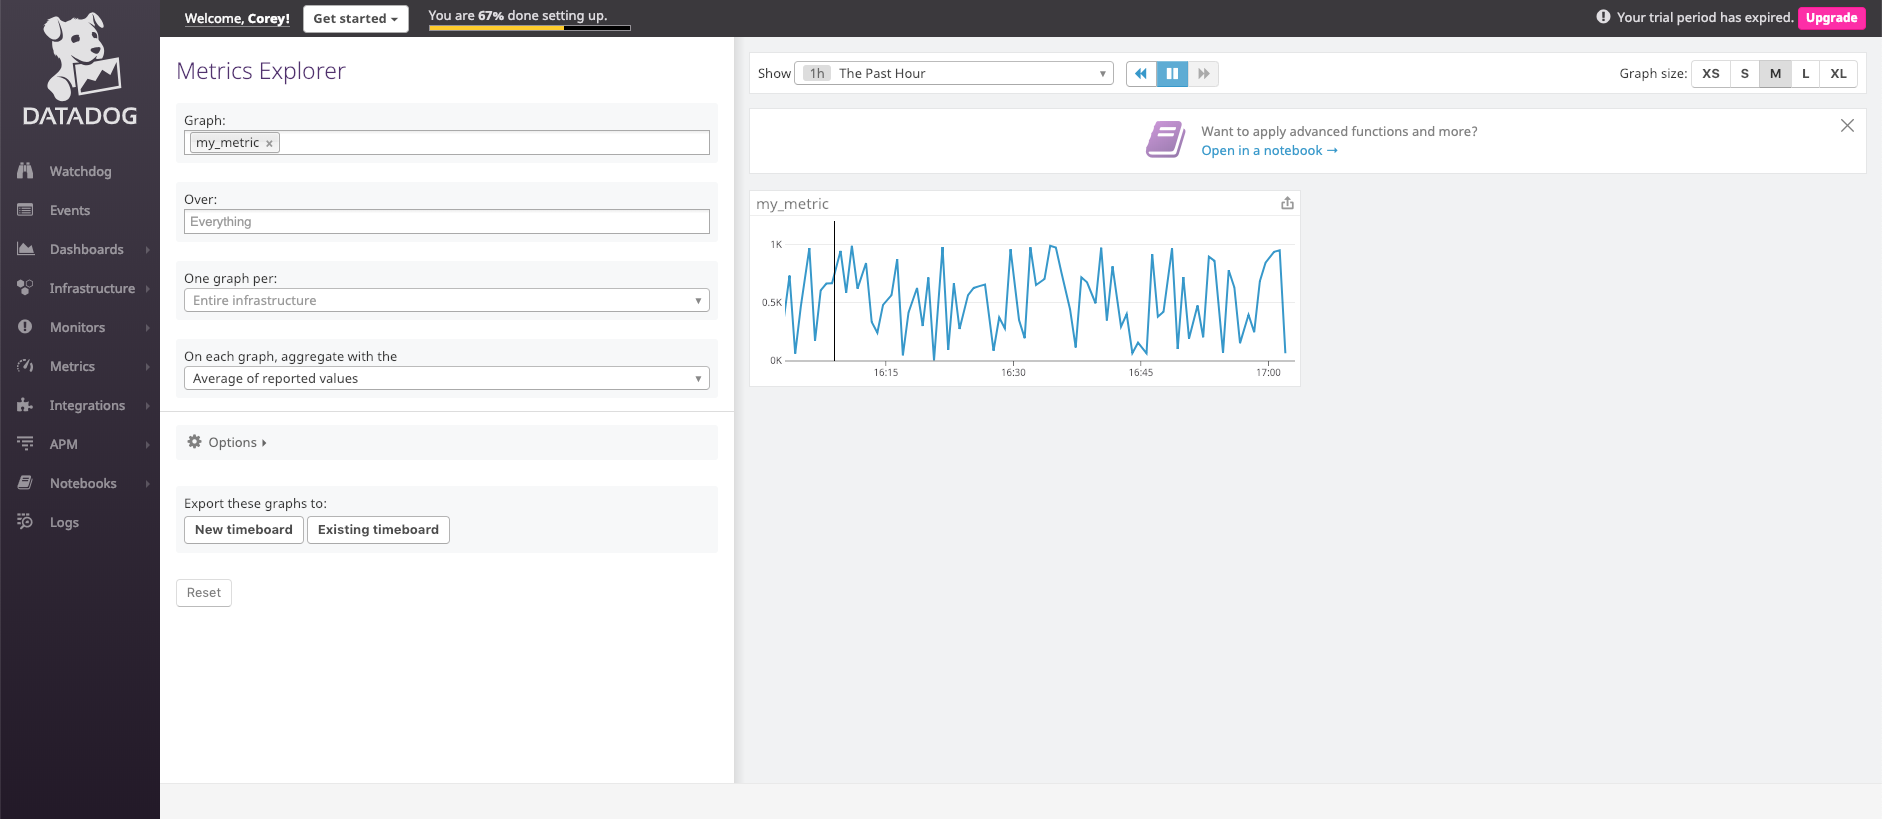 DATADOG
Watchdog
Events
Dashboards
Infrastructure
Monitors
Metrics
Integrations
APM
Notebooks
Logs
Welcome, Corey!
Get started
You are 67% done setting up.
Your trial period has expired.
Upgrade
Metrics Explorer
Graph:
my_metric ×
Over:
Everything
One graph per:
Entire infrastructure
On each graph, aggregate with the
Average of reported values
Options
Export these graphs to:
New timeboard
Existing timeboard
Reset
Show
1h The Past Hour
Graph size:
XS
S
M
L
XL
Want to apply advanced functions and more?
Open in a notebook →
my_metric
1K
0.5K
0K
16:15
16:30
16:45
17:00